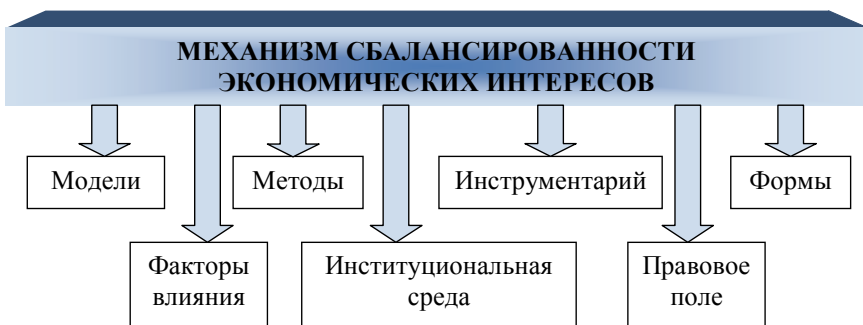 МЕХАНИЗМ СБАЛАНСИРОВАННОСТИ
ЭКОНОМИЧЕСКИХ ИНТЕРЕСОВ
Модели
Методы
Инструментарий
Формы
Факторы
влияния
Институциональная
среда
Правовое
поле